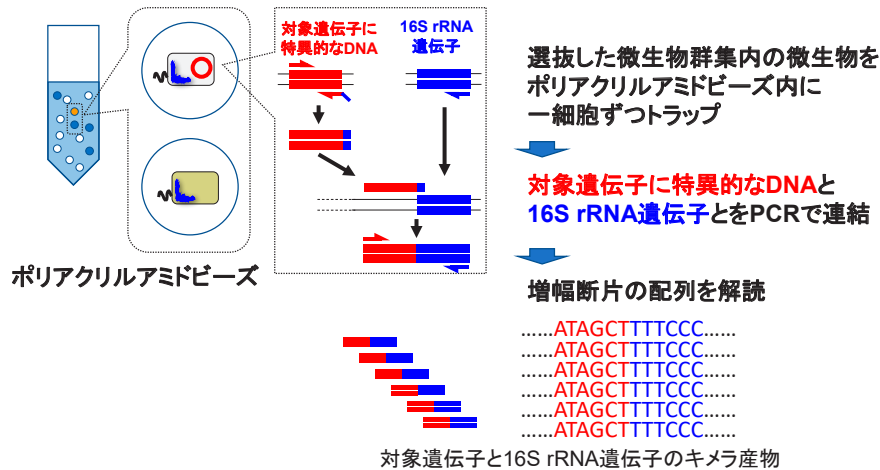 対象遺伝子に
特異的なDNA
16S rRNA
遺伝子
ポリアクリルアミドビーズ
選抜した微生物群集内の微生物を
ポリアクリルアミドビーズ内に
一細胞ずつトラップ
対象遺伝子に特異的なDNAと
16S rRNA遺伝子とをPCRで連結
増幅断片の配列を解読
......ATAGCTTTTCCC......
......ATAGCTTTTCCC......
......ATAGCTTTTCCC......
......ATAGCTTTTCCC......
......ATAGCTTTTCCC......
......ATAGCTTTTCCC......
対象遺伝子と16S rRNA遺伝子のキメラ産物